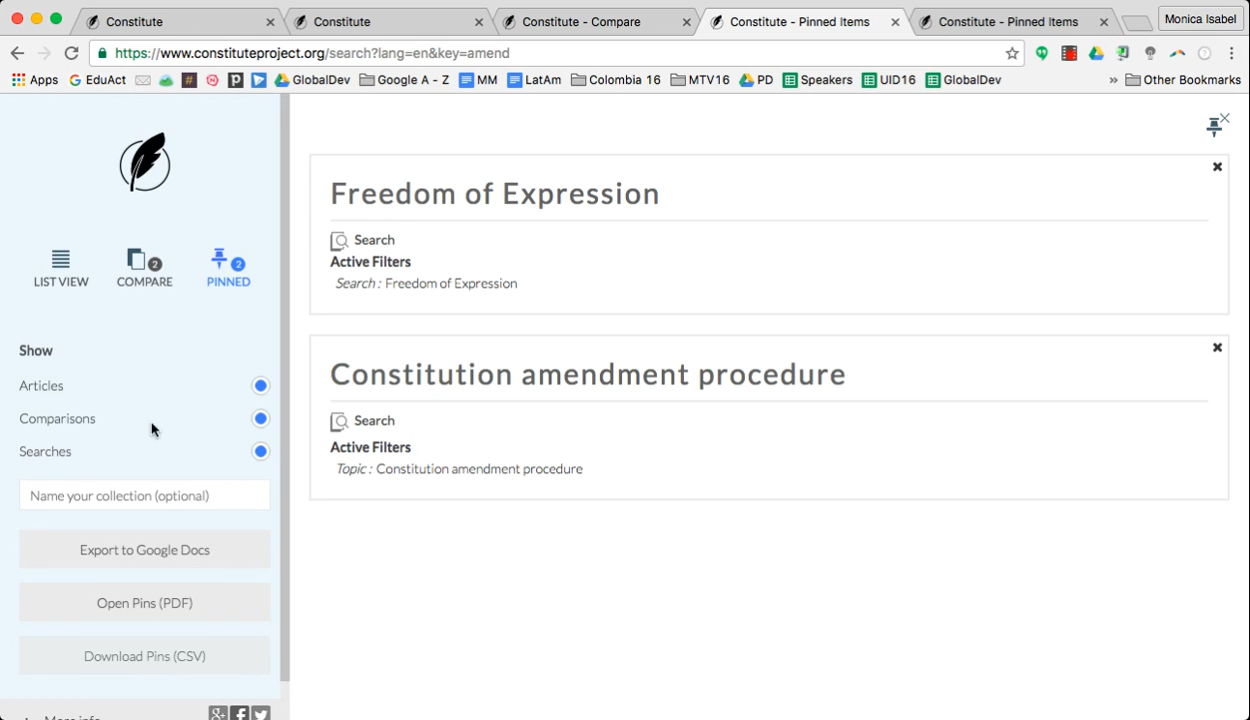 Constitute
Constitute
Constitute - Compare
Constitute - Pinned Items
Constitute - Pinned Items
Monica Isabel
https://www.constituteproject.org/search?lang=en&key=amend
Apps
EduAct
GlobalDev
Google A - Z
MM
LatAm
Colombia 16
MTV16
PD
Speakers
UID16
GlobalDev
»
Other Bookmarks
LIST VIEW
COMPARE
2
PINNED
2
Show
Articles
Comparisons
Searches
Name your collection (optional)
Export to Google Docs
Open Pins (PDF)
Download Pins (CSV)
More info
Freedom of Expression
Search
Active Filters
Search : Freedom of Expression
Constitution amendment procedure
Search
Active Filters
Topic : Constitution amendment procedure